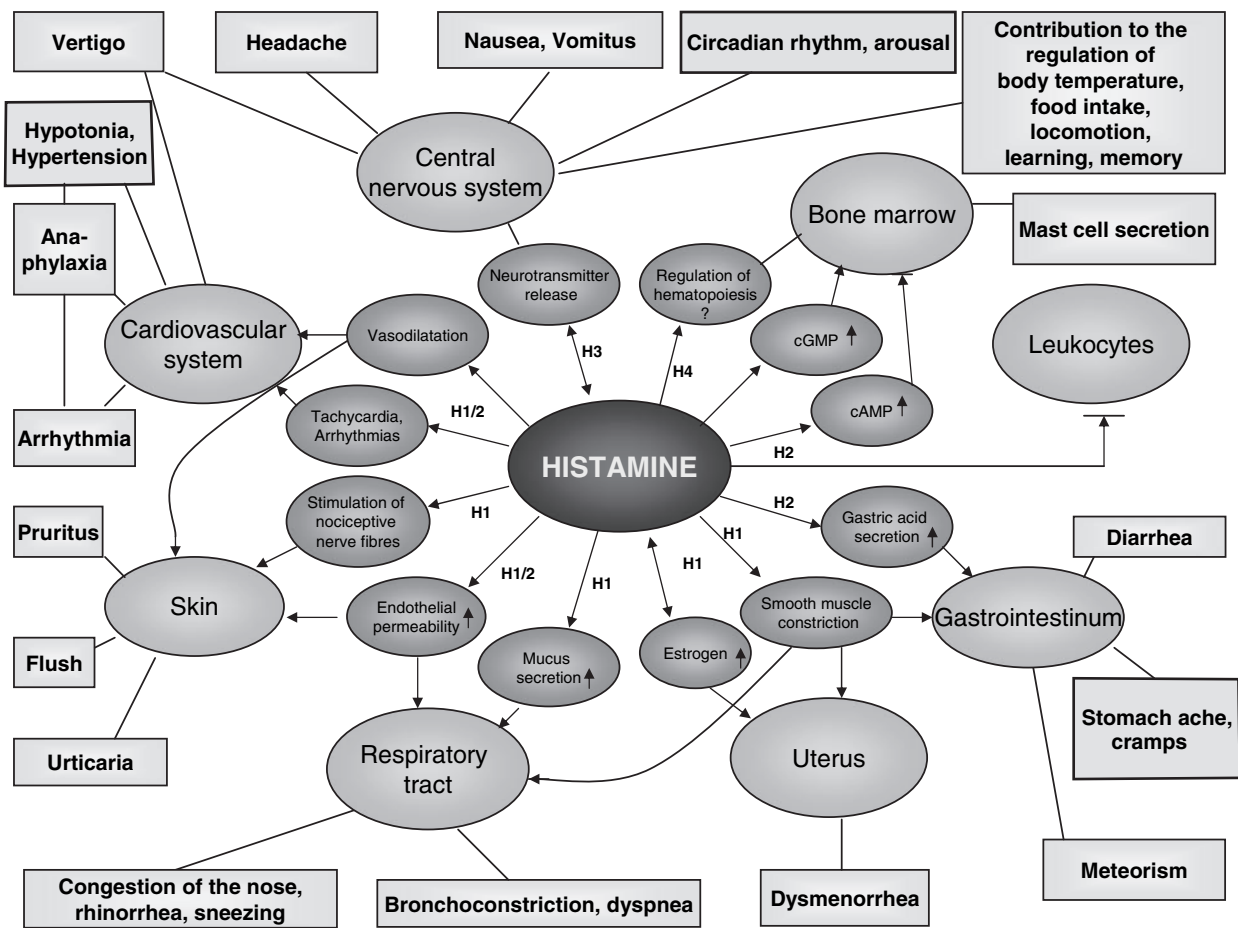 Vertigo
Headache
Nausea, Vomitus
Circadian rhythm, arousal
Contribution to the
regulation of
body temperature,
food intake,
locomotion,
learning, memory
Hypotonia,
Hypertension
Central
nervous system
Bone marrow
Mast cell secretion
Ana-
phylaxia
Neurotransmitter
release
Regulation of
hematopoiesis
?
Cardiovascular
system
Vasodilatation
cGMP
Leukocytes
H3
H4
cAMP
Arrhythmia
Tachycardia,
Arrhythmias
H1/2
HISTAMINE
H2
Stimulation of
nociceptive
nerve fibres
H1
H2
Gastric acid
secretion
Pruritus
Diarrhea
H1/2
H1
H1
H1
Skin
Endothelial
permeability
Smooth muscle
constriction
Gastrointestinum
Flush
Mucus
secretion
Estrogen
Stomach ache,
cramps
Urticaria
Respiratory
tract
Uterus
Meteorism
Congestion of the nose,
rhinorrhea, sneezing
Bronchoconstriction, dyspnea
Dysmenorrhea